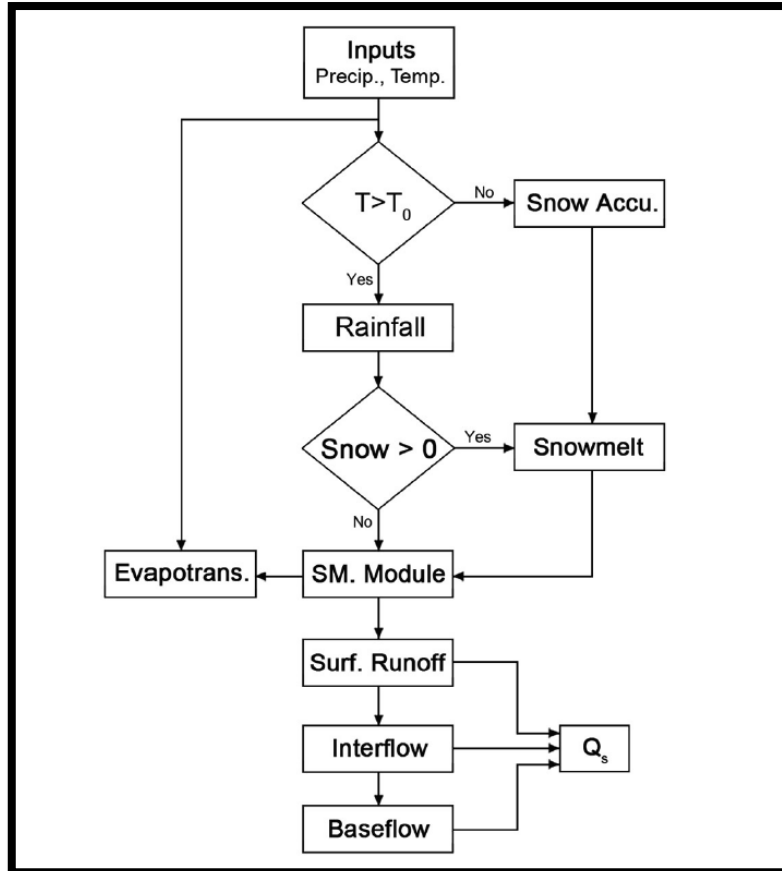 Inputs
Precip., Temp.
T>T₀
No
Snow Accu.
Yes
Rainfall
Snow > 0
Yes
Snowmelt
No
Evapotrans.
SM. Module
Surf. Runoff
Interflow
Qₛ
Baseflow